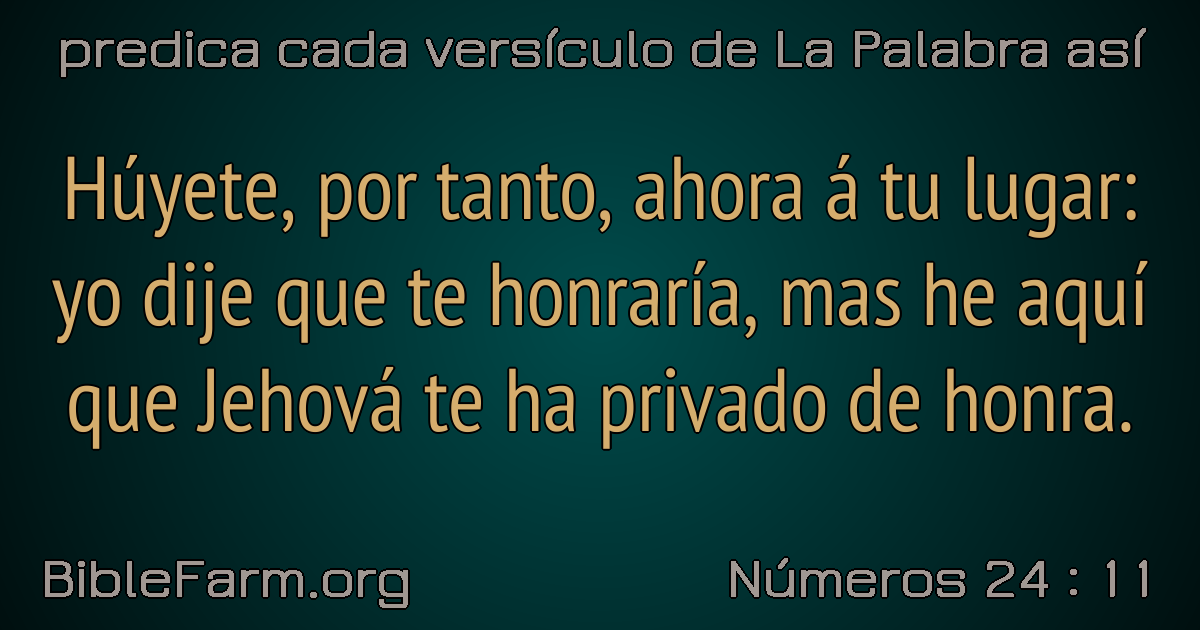 predica cada versículo de La Palabra así
Húyete, por tanto, ahora á tu lugar:
yo dije que te honraría, mas he aquí
que Jehová te ha privado de honra.
BibleFarm.org
Números 24 : 11